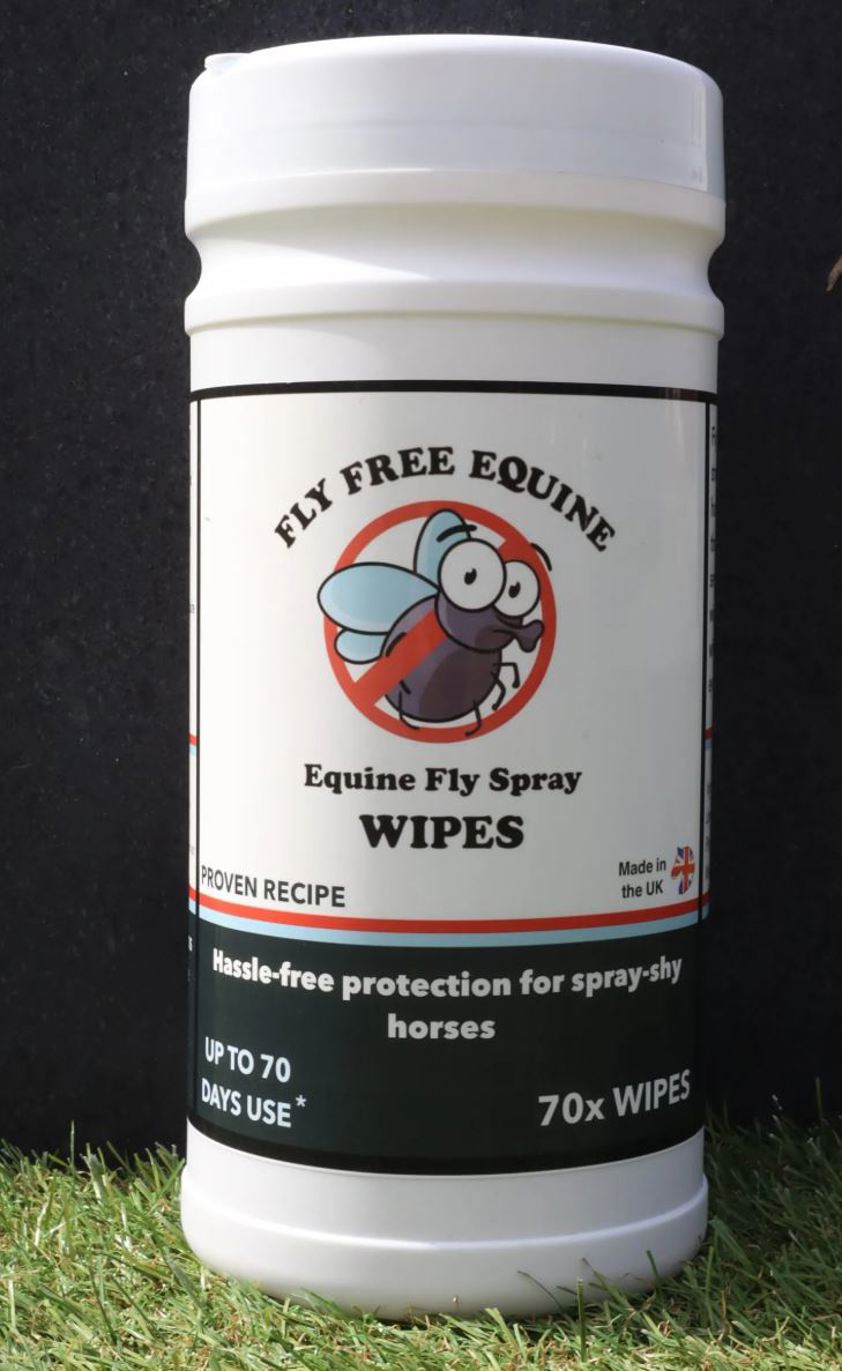 FLY FREE EQUINE
Equine Fly Spray
WIPES
PROVEN RECIPE
Made in
the UK
Hassle-free protection for spray-shy
horses
UP TO 70
DAYS USE*
70x WIPES